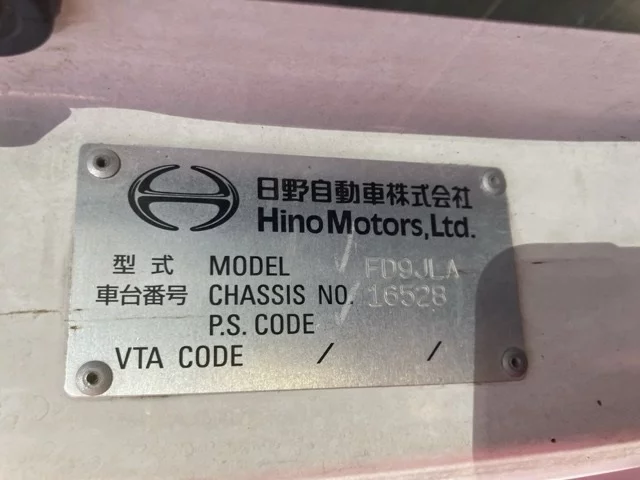 日野自動車株式会社
Hino Motors, Ltd.
型式 MODEL FD9JLA
車台番号 CHASSIS NO. 16528
P.S. CODE
VTA CODE / /